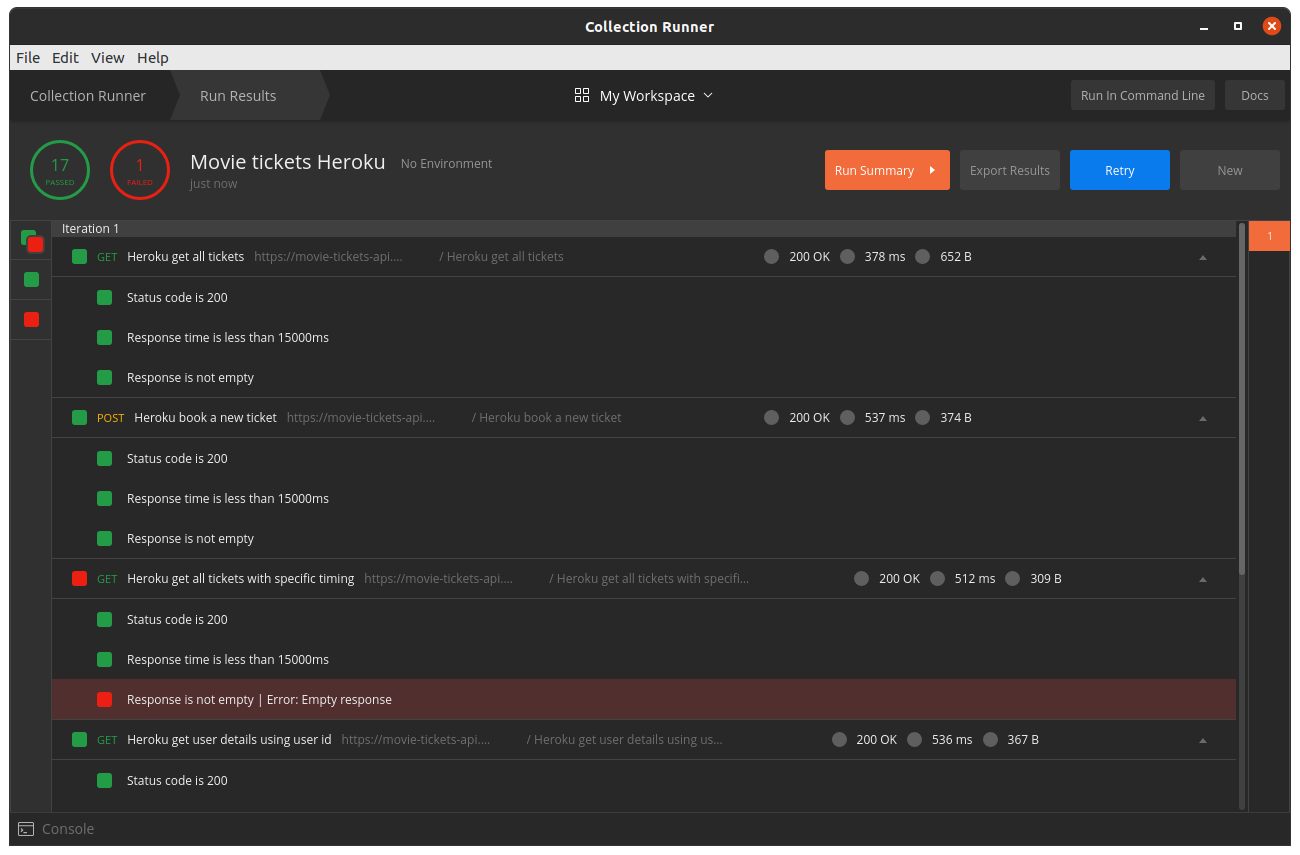 Collection Runner
File Edit View Help
Collection Runner Run Results My Workspace Run In Command Line Docs
17 PASSED 1 FAILED Movie tickets Heroku No Environment just now Run Summary Export Results Retry New
Iteration 1 1
GET Heroku get all tickets https://movie-tickets-api.... / Heroku get all tickets 200 OK 378 ms 652 B
Status code is 200
Response time is less than 15000ms
Response is not empty
POST Heroku book a new ticket https://movie-tickets-api.... / Heroku book a new ticket 200 OK 537 ms 374 B
Status code is 200
Response time is less than 15000ms
Response is not empty
GET Heroku get all tickets with specific timing https://movie-tickets-api.... / Heroku get all tickets with specifi... 200 OK 512 ms 309 B
Status code is 200
Response time is less than 15000ms
Response is not empty | Error: Empty response
GET Heroku get user details using user id https://movie-tickets-api.... / Heroku get user details using us... 200 OK 536 ms 367 B
Status code is 200
Console